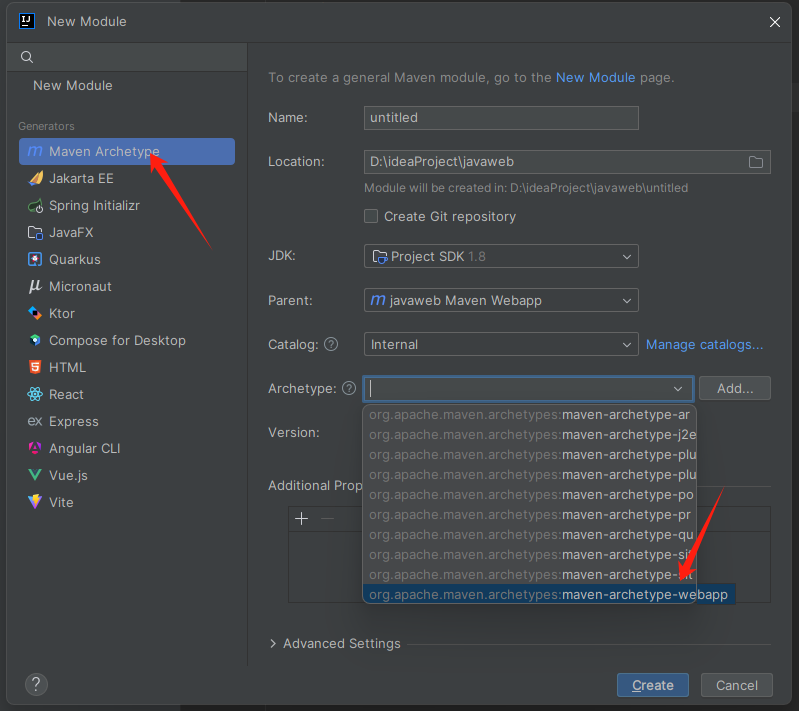 New Module
New Module
Generators
Maven Archetype
Jakarta EE
Spring Initializr
JavaFX
Quarkus
Micronaut
Ktor
Compose for Desktop
HTML
React
Express
Angular CLI
Vue.js
Vite
To create a general Maven module, go to the New Module page.
Name: untitled
Location: D:\ideaProject\javaweb
Module will be created in: D:\ideaProject\javaweb\untitled
Create Git repository
JDK: Project SDK 1.8
Parent: javaweb Maven Webapp
Catalog: Internal Manage catalogs...
Archetype: Add...
org.apache.maven.archetypes:maven-archetype-ar
Version:
org.apache.maven.archetypes:maven-archetype-j2e
org.apache.maven.archetypes:maven-archetype-plu
org.apache.maven.archetypes:maven-archetype-plu
Additional Prop
org.apache.maven.archetypes:maven-archetype-po
org.apache.maven.archetypes:maven-archetype-pr
org.apache.maven.archetypes:maven-archetype-qu
org.apache.maven.archetypes:maven-archetype-sit
org.apache.maven.archetypes:maven-archetype-sit
org.apache.maven.archetypes:maven-archetype-webapp
Advanced Settings
? Create Cancel